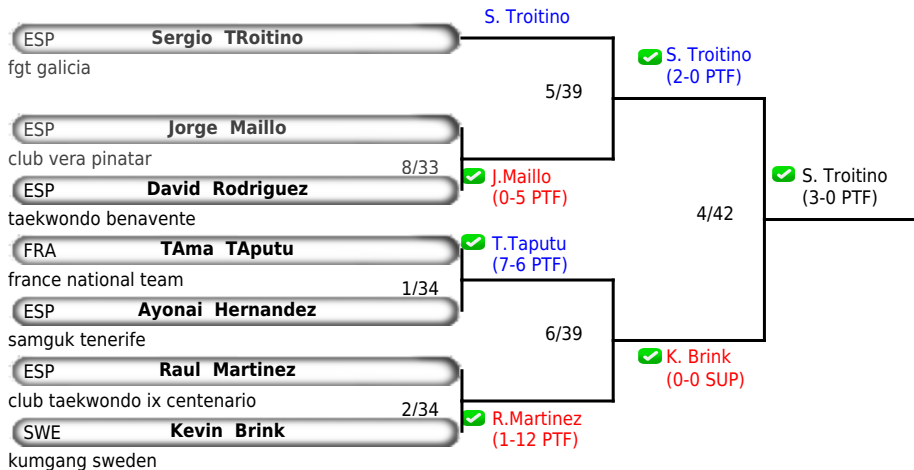 S. Troitino
ESP Sergio TRoitino
fgt galicia
S. Troitino
(2-0 PTF)
5/39
ESP Jorge Maillo
club vera pinatar
8/33
J.Maillo
(0-5 PTF)
ESP David Rodriguez
taekwondo benavente
S. Troitino
(3-0 PTF)
4/42
FRA TAma TAputu
france national team
T.Taputu
(7-6 PTF)
1/34
ESP Ayonai Hernandez
samguk tenerife
6/39
K. Brink
(0-0 SUP)
ESP Raul Martinez
club taekwondo ix centenario
2/34
R.Martinez
(1-12 PTF)
SWE Kevin Brink
kumgang sweden